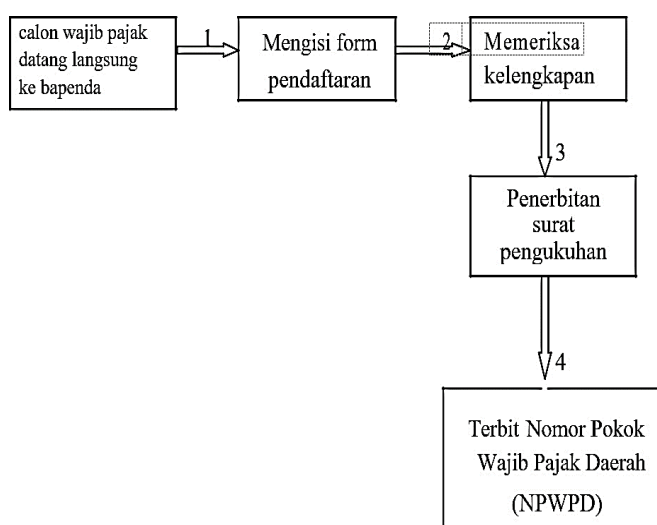 calon wajib pajak
datang langsung
ke bapenda
1
Mengisi form
pendaftaran
2
Memeriksa
kelengkapan
3
Penerbitan
surat
pengukuhan
4
Terbit Nomor Pokok
Wajib Pajak Daerah
(NPWPD)